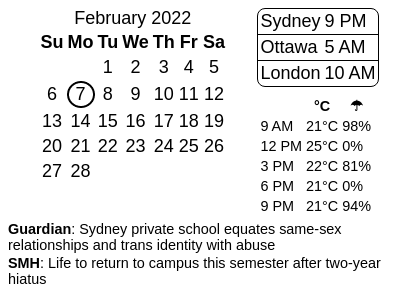 February 2022
Su Mo Tu We Th Fr Sa
1 2 3 4 5
6 7 8 9 10 11 12
13 14 15 16 17 18 19
20 21 22 23 24 25 26
27 28
Sydney 9 PM
Ottawa 5 AM
London 10 AM
°C ☂
9 AM 21°C 98%
12 PM 25°C 0%
3 PM 22°C 81%
6 PM 21°C 0%
9 PM 21°C 94%
Guardian: Sydney private school equates same-sex
relationships and trans identity with abuse
SMH: Life to return to campus this semester after two-year
hiatus